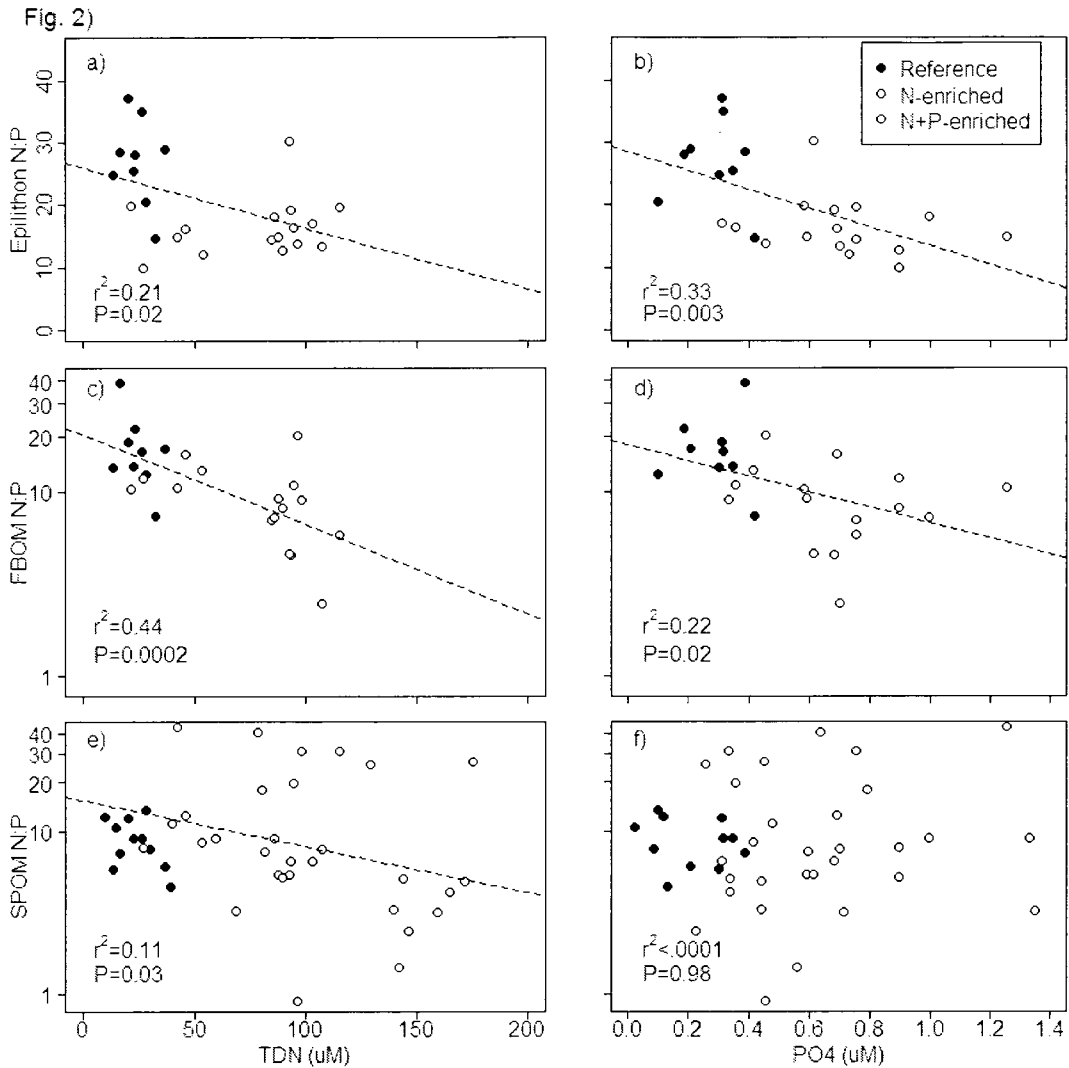 Fig. 2)
a)
Epilithon N:P
0
10
20
30
40
r²=0.21
P=0.02
b)
Reference
N-enriched
N+P-enriched
r²=0.33
P=0.003
c)
FBOM N:P
1
10
20
30
40
r²=0.44
P=0.0002
d)
r²=0.22
P=0.02
e)
SPOM N:P
1
10
20
30
40
r²=0.11
P=0.03
0
50
100
150
200
TDN (uM)
f)
r²<.0001
P=0.98
0.0
0.2
0.4
0.6
0.8
1.0
1.2
1.4
PO4 (uM)